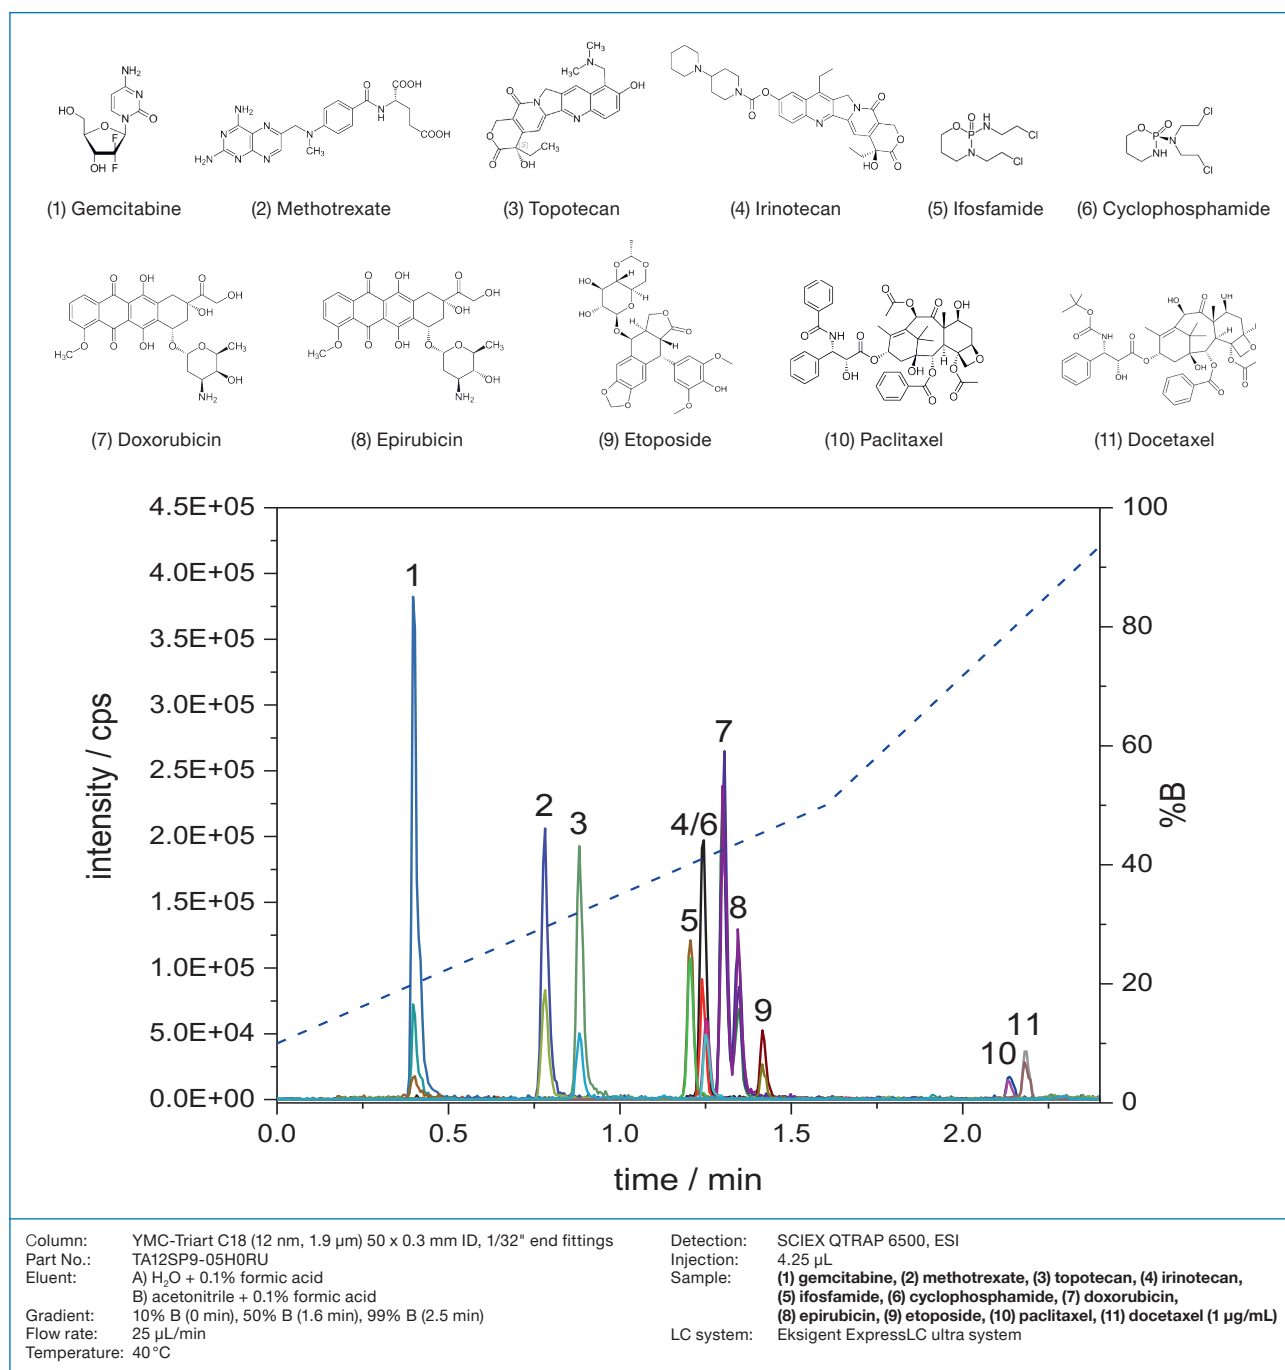 (1) Gemcitabine
(2) Methotrexate
(3) Topotecan
(4) Irinotecan
(5) Ifosfamide
(6) Cyclophosphamide
(7) Doxorubicin
(8) Epirubicin
(9) Etoposide
(10) Paclitaxel
(11) Docetaxel
4.5E+05
4.0E+05
3.5E+05
3.0E+05
2.5E+05
2.0E+05
1.5E+05
1.0E+05
5.0E+04
0.0E+00
intensity / cps
1
2
3
4/6
5
7
8
9
10
11
100
80
60
40
20
0
%B
0.0
0.5
1.0
1.5
2.0
time / min
Column: YMC-Triart C18 (12 nm, 1.9 µm) 50 x 0.3 mm ID, 1/32" end fittings
Part No.: TA12SP9-05H0RU
Eluent: A) H₂O + 0.1% formic acid
B) acetonitrile + 0.1% formic acid
Gradient: 10% B (0 min), 50% B (1.6 min), 99% B (2.5 min)
Flow rate: 25 µL/min
Temperature: 40 °C
Detection: SCIEX QTRAP 6500, ESI
Injection: 4.25 µL
Sample: (1) gemcitabine, (2) methotrexate, (3) topotecan, (4) irinotecan,
(5) ifosfamide, (6) cyclophosphamide, (7) doxorubicin,
(8) epirubicin, (9) etoposide, (10) paclitaxel, (11) docetaxel (1 µg/mL)
LC system: Eksigent ExpressLC ultra system